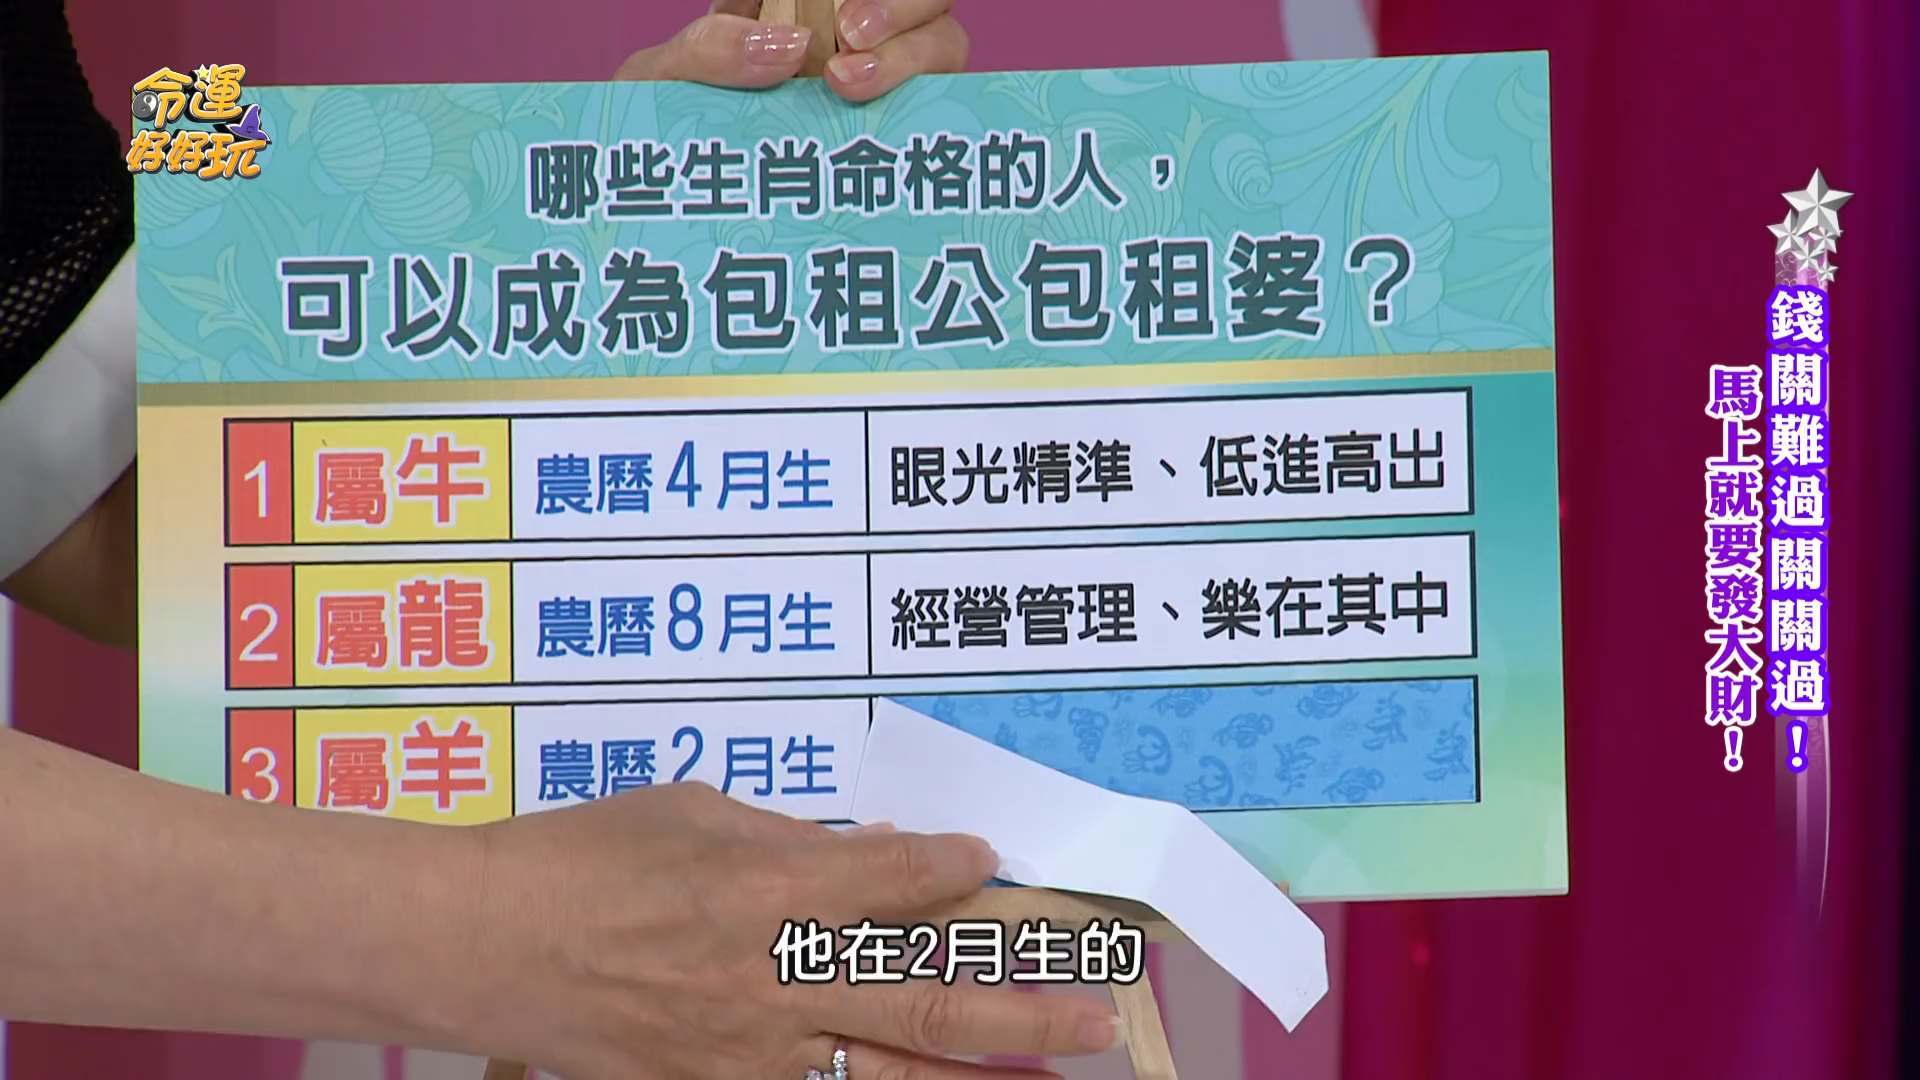 命運
好好玩
哪些生肖命格的人，
可以成為包租公包租婆？
1 屬牛 農曆4月生 眼光精準、低進高出
2 屬龍 農曆8月生 經營管理、樂在其中
3 屬羊 農曆2月生
錢關難過關關過！
馬上就要發大財！
他在2月生的